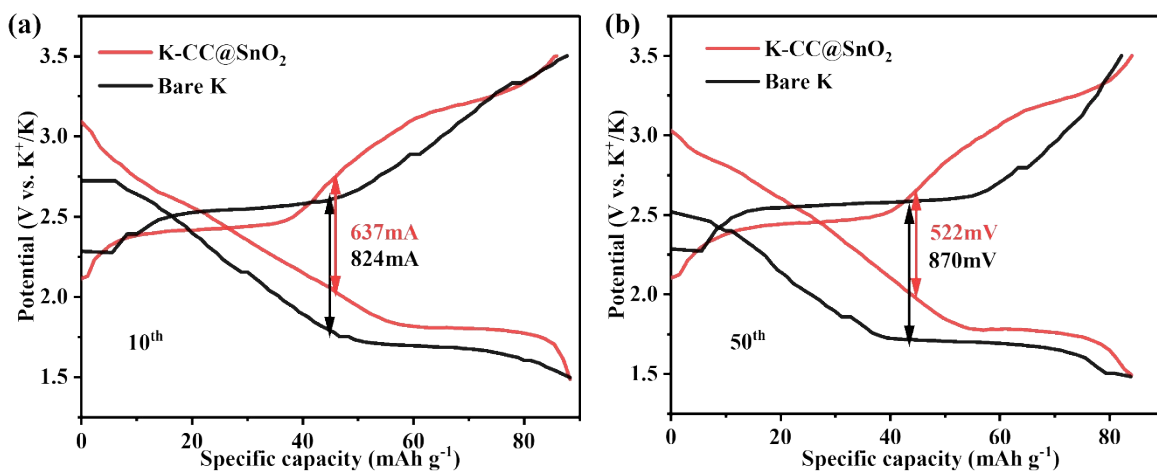 (a)
K-CC@SnO₂
Bare K
3.5
3.0
2.5
2.0
1.5
Potential (V vs. K⁺/K)
637mA
824mA
10ᵗʰ
0 20 40 60 80
Specific capacity (mAh g⁻¹)
(b)
K-CC@SnO₂
Bare K
3.5
3.0
2.5
2.0
1.5
Potential (V vs. K⁺/K)
522mV
870mV
50ᵗʰ
0 20 40 60 80
Specific capacity (mAh g⁻¹)